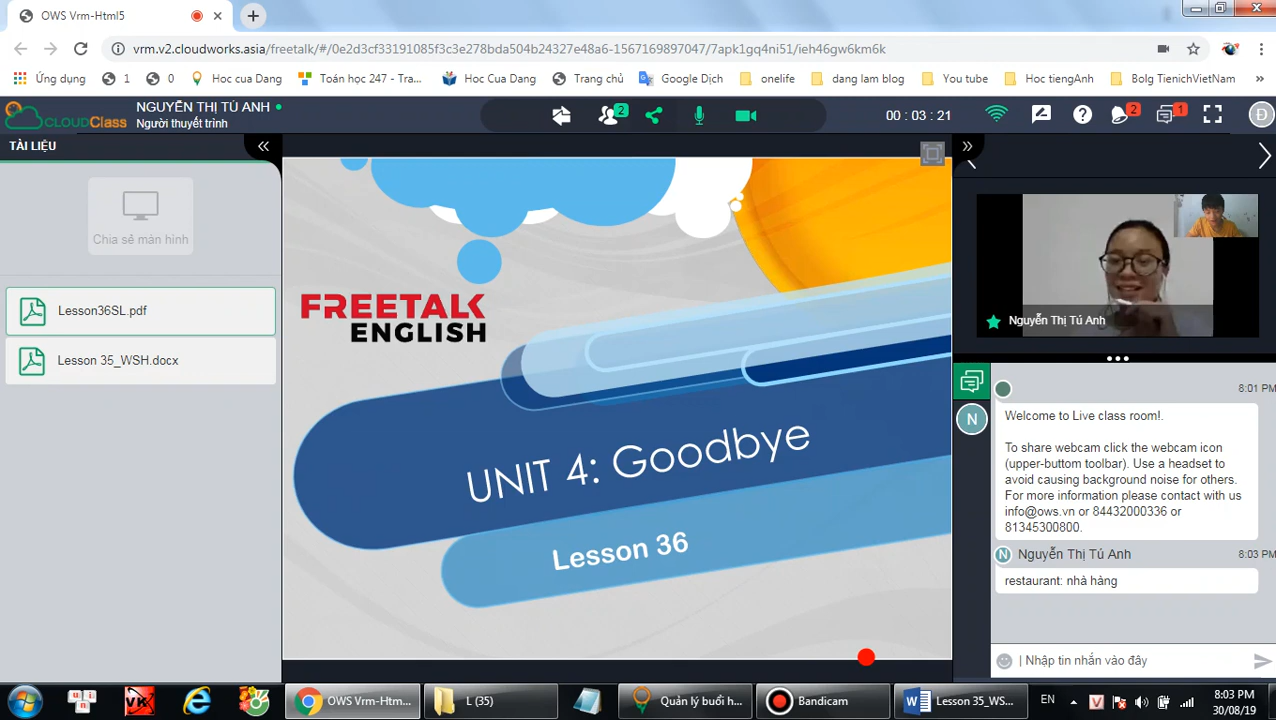 OWS Vrm-Html5
vrm.v2.cloudworks.asia/freetalk/#/0e2d3cf33191085f3c3e278bda504b24327e48a6-1567169897047/7apk1gq4ni51/ieh46gw6km6k
Ứng dụng 1 0 Hoc cua Dang Toán học 247 - Tra... Học Cua Dang Trang chủ Google Dịch onelife dang lam blog You tube Học tiengAnh Bolg TienichVietNam »
CLOUDClass
NGUYỄN THỊ TÚ ANH
Người thuyết trình
2
00 : 03 : 21
2
1
Đ
TÀI LIỆU
Chia sẻ màn hình
Lesson36SL.pdf
Lesson 35_WSH.docx
FREETALK
ENGLISH
UNIT 4: Goodbye
Lesson 36
Nguyễn Thị Tú Anh
8:01 PM
N
Welcome to Live class room!.
To share webcam click the webcam icon
(upper-buttom toolbar). Use a headset to
avoid causing background noise for others.
For more information please contact with us
info@ows.vn or 84432000336 or
81345300800.
N Nguyễn Thị Tú Anh 8:03 PM
restaurant: nhà hàng
Nhập tin nhắn vào đây
OWS Vrm-Htm...
L (35)
Quản lý buổi h...
Bandicam
Lesson 35_WS...
EN
8:03 PM
30/08/19